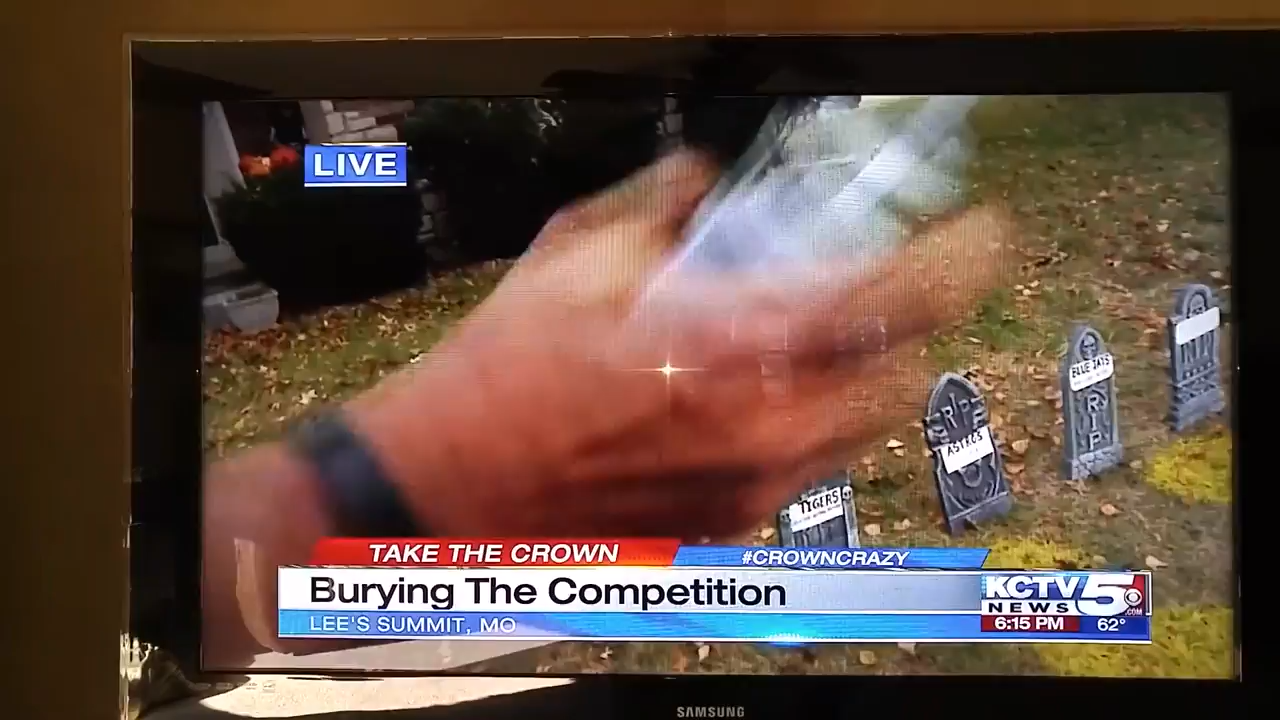 LIVE
BLUE JAYS
RIP
RIP
ASTROS
TIGERS
TAKE THE CROWN
#CROWNCRAZY
Burying The Competition
LEE'S SUMMIT, MO
KCTV5
NEWS
.COM
6:15 PM 62°
SAMSUNG